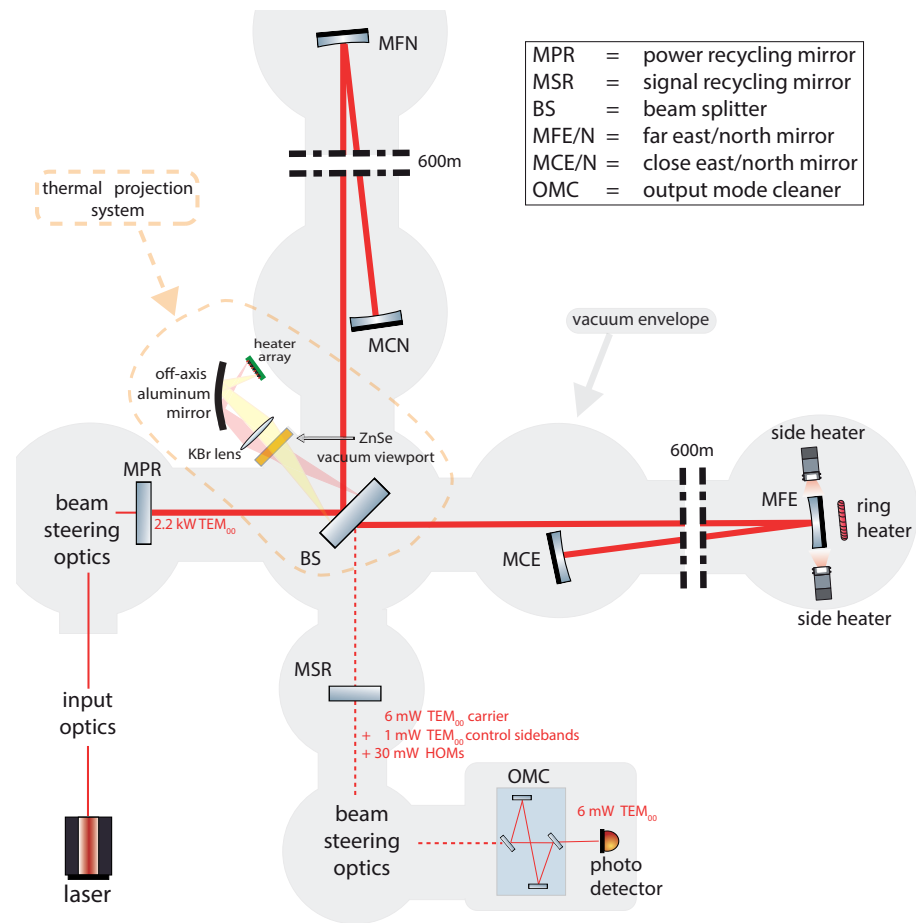 MFN
MPR = power recycling mirror
MSR = signal recycling mirror
BS = beam splitter
MFE/N = far east/north mirror
MCE/N = close east/north mirror
OMC = output mode cleaner
600m
thermal projection
system
vacuum envelope
MCN
heater
array
off-axis
aluminum
mirror
KBr lens
ZnSe
vacuum viewport
side heater
600m
MPR
MFE
beam
steering
optics
2.2 kW TEM₀₀
ring
heater
BS
MCE
side heater
MSR
input
optics
6 mW TEM₀₀ carrier
+ 1 mW TEM₀₀ control sidebands
+ 30 mW HOMs
OMC
beam
steering
optics
6 mW TEM₀₀
photo
detector
laser